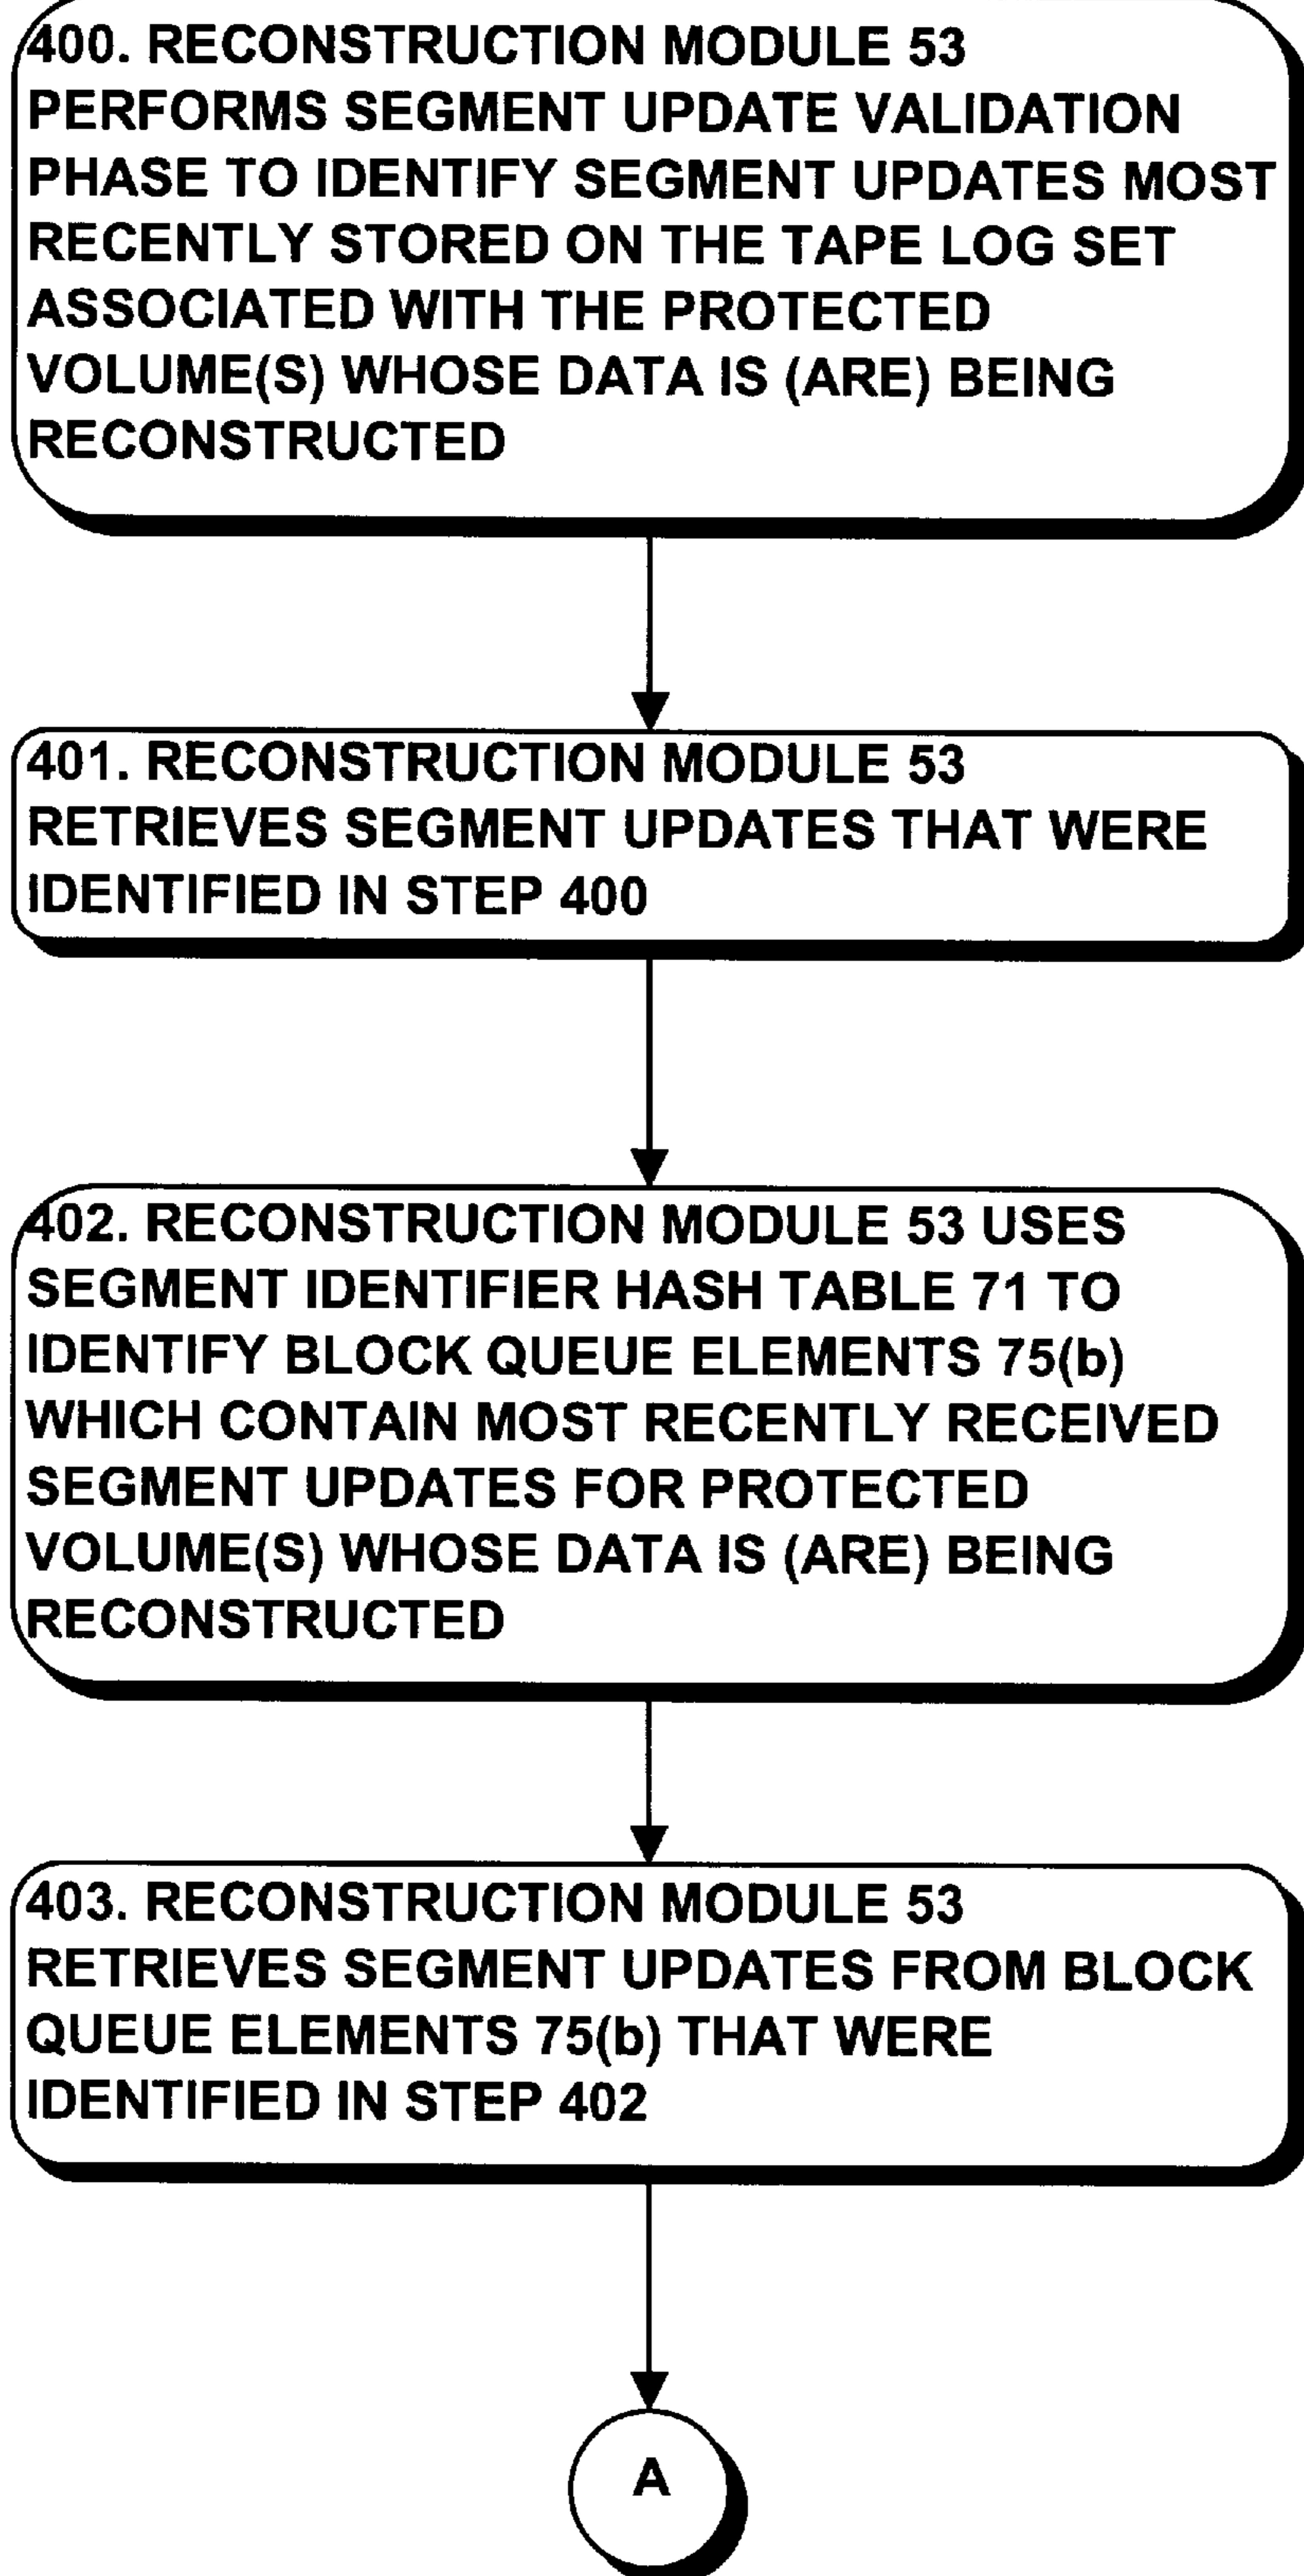 400. RECONSTRUCTION MODULE 53
PERFORMS SEGMENT UPDATE VALIDATION
PHASE TO IDENTIFY SEGMENT UPDATES MOST
RECENTLY STORED ON THE TAPE LOG SET
ASSOCIATED WITH THE PROTECTED
VOLUME(S) WHOSE DATA IS (ARE) BEING
RECONSTRUCTED
401. RECONSTRUCTION MODULE 53
RETRIEVES SEGMENT UPDATES THAT WERE
IDENTIFIED IN STEP 400
402. RECONSTRUCTION MODULE 53 USES
SEGMENT IDENTIFIER HASH TABLE 71 TO
IDENTIFY BLOCK QUEUE ELEMENTS 75(b)
WHICH CONTAIN MOST RECENTLY RECEIVED
SEGMENT UPDATES FOR PROTECTED
VOLUME(S) WHOSE DATA IS (ARE) BEING
RECONSTRUCTED
403. RECONSTRUCTION MODULE 53
RETRIEVES SEGMENT UPDATES FROM BLOCK
QUEUE ELEMENTS 75(b) THAT WERE
IDENTIFIED IN STEP 402
A